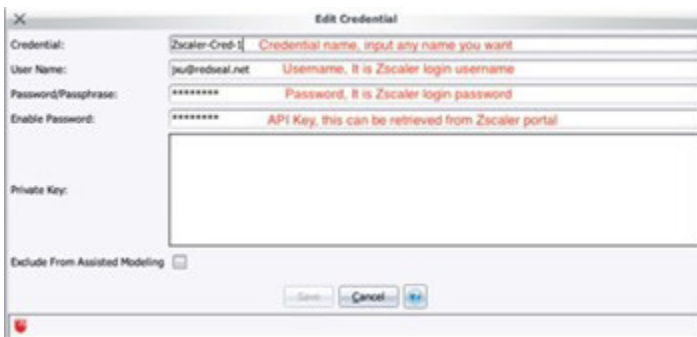 Edit Credential
Credential: Zscaler-Cred-1 Credential name, input any name you want
User Name: jxu@redseal.net Username, It is Zscaler login username
Password/Passphrase: ******** Password, It is Zscaler login password
Enable Password: ******** API Key, this can be retrieved from Zscaler portal
Private Key:
Exclude From Assisted Modeling
Save Cancel